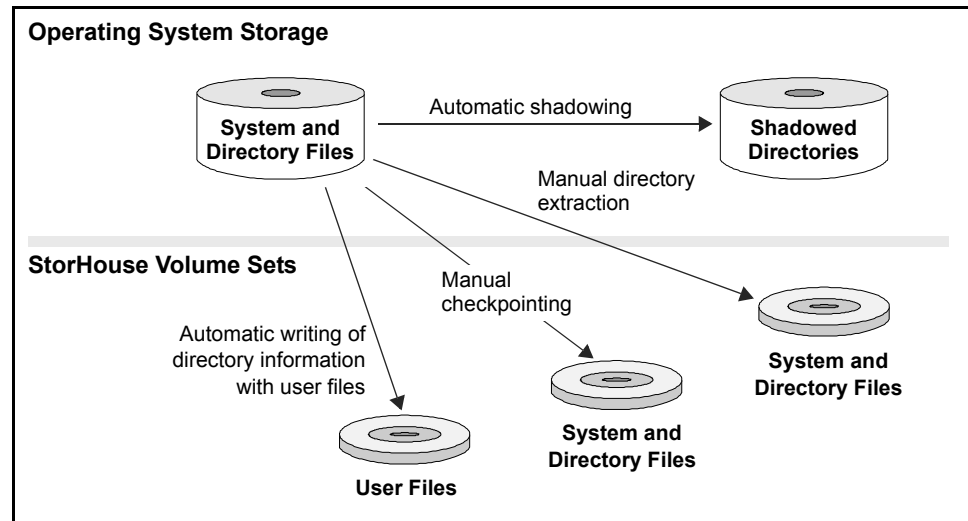 Operating System Storage
System and
Directory Files
Automatic shadowing
Shadowed
Directories
Manual directory
extraction
StorHouse Volume Sets
Manual
checkpointing
Automatic writing of
directory information
with user files
System and
Directory Files
System and
Directory Files
User Files